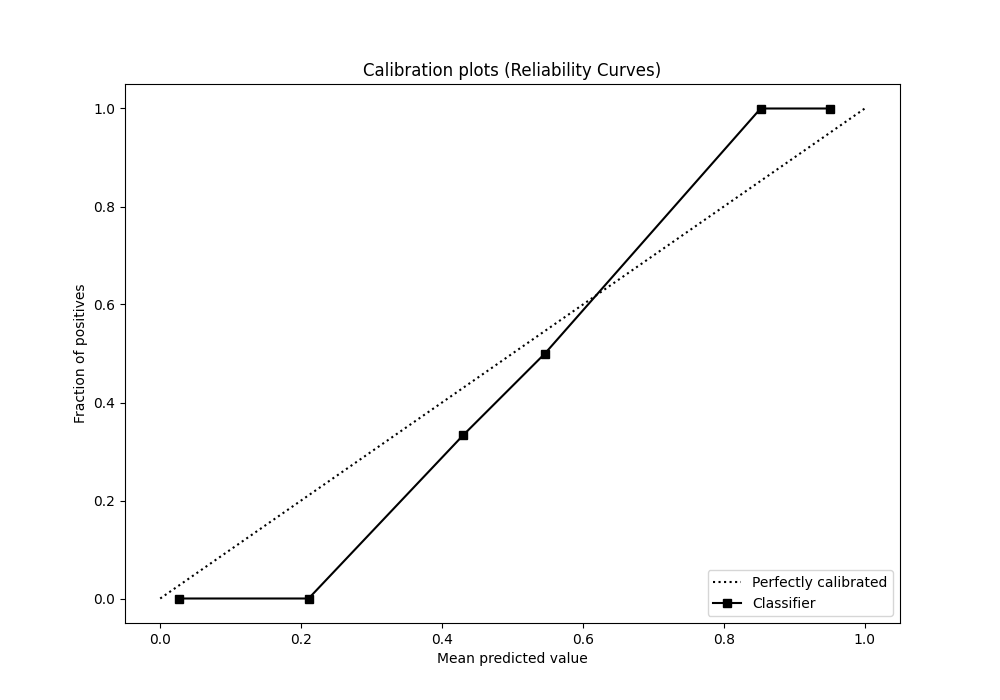 Calibration plots (Reliability Curves)
1.0
0.8
0.6
0.4
0.2
0.0
Fraction of positives
0.0 0.2 0.4 0.6 0.8 1.0
Mean predicted value
Perfectly calibrated
Classifier